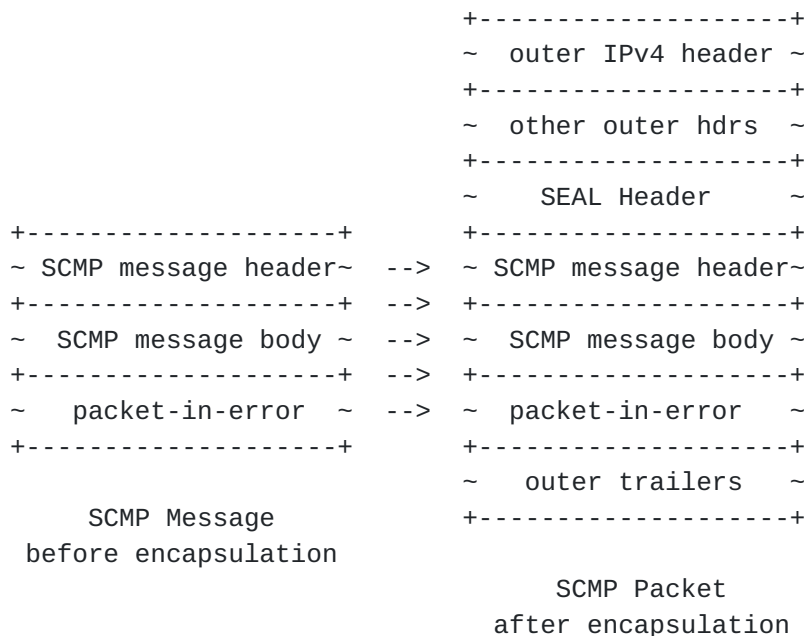 +--------------------+
                             ~  outer IPv4 header ~
                             +--------------------+
                             ~  other outer hdrs  ~
                             +--------------------+
                             ~    SEAL Header     ~
+--------------------+       +--------------------+
~ SCMP message header~  -->  ~ SCMP message header~
+--------------------+  -->  +--------------------+
~  SCMP message body ~  -->  ~  SCMP message body ~
+--------------------+  -->  +--------------------+
~   packet-in-error  ~  -->  ~  packet-in-error   ~
+--------------------+       +--------------------+
                             ~   outer trailers   ~
     SCMP Message            +--------------------+
 before encapsulation
                                   SCMP Packet
                               after encapsulation